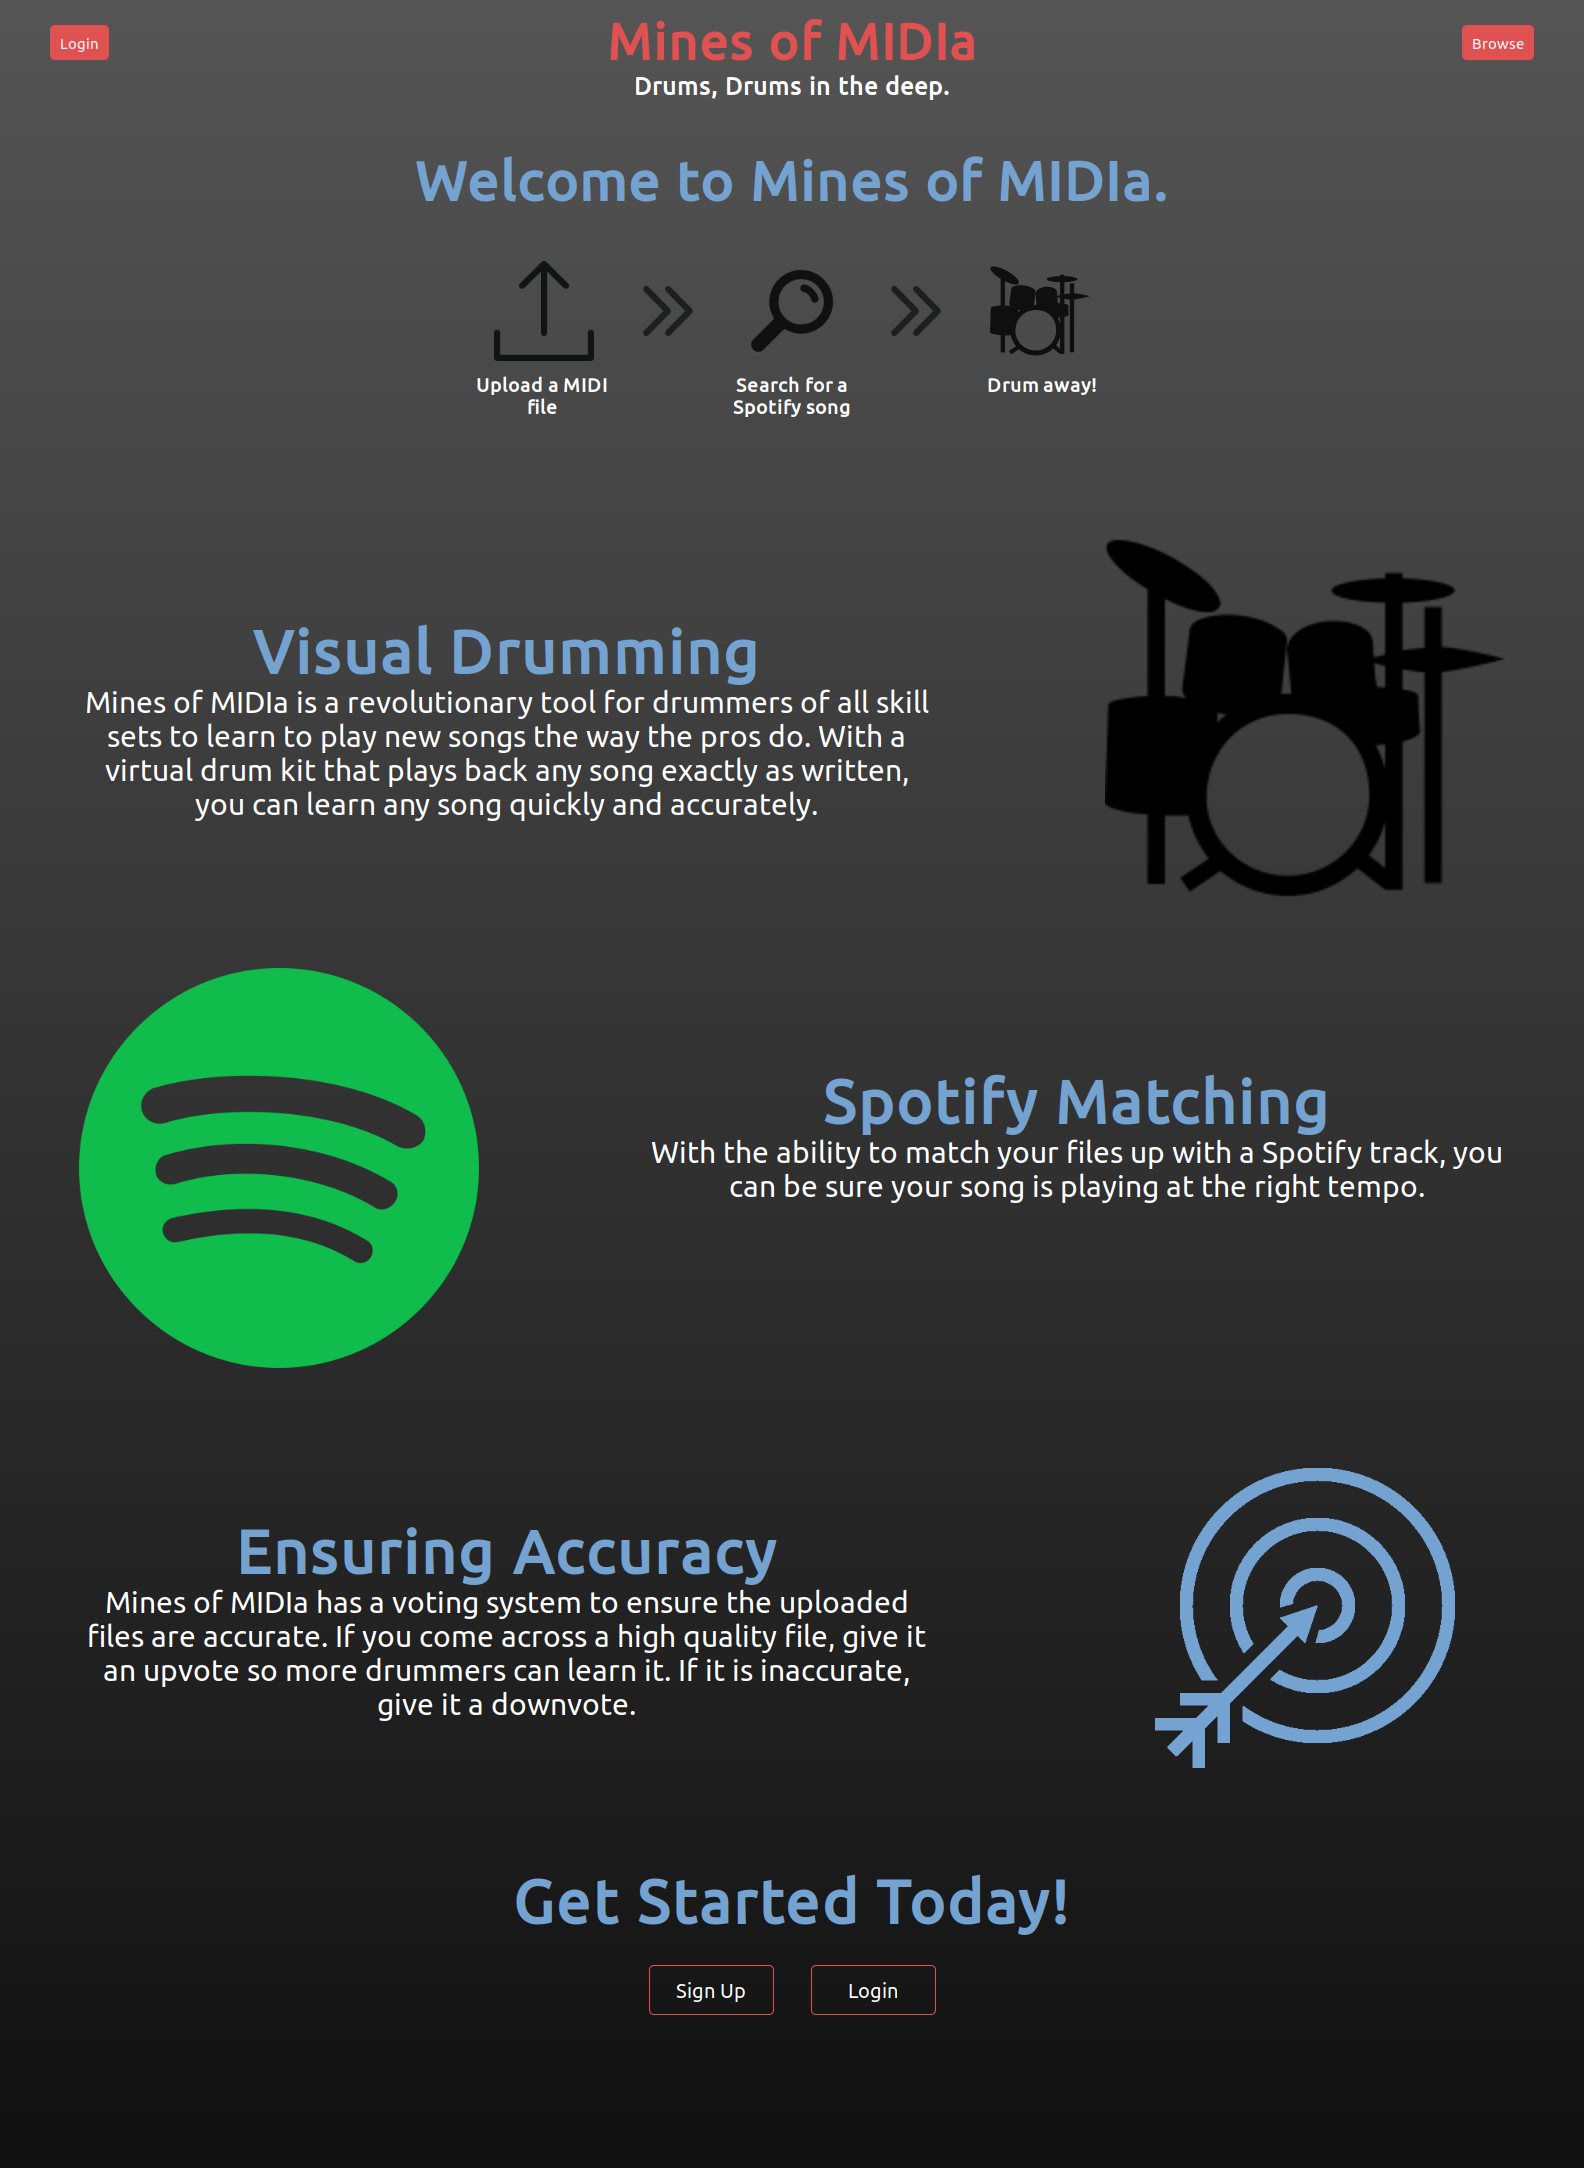 Login
Mines of MIDIa
Browse
Drums, Drums in the deep.
Welcome to Mines of MIDIa.
Upload a MIDI
file
Search for a
Spotify song
Drum away!
Visual Drumming
Mines of MIDIa is a revolutionary tool for drummers of all skill
sets to learn to play new songs the way the pros do. With a
virtual drum kit that plays back any song exactly as written,
you can learn any song quickly and accurately.
Spotify Matching
With the ability to match your files up with a Spotify track, you
can be sure your song is playing at the right tempo.
Ensuring Accuracy
Mines of MIDIa has a voting system to ensure the uploaded
files are accurate. If you come across a high quality file, give it
an upvote so more drummers can learn it. If it is inaccurate,
give it a downvote.
Get Started Today!
Sign Up
Login